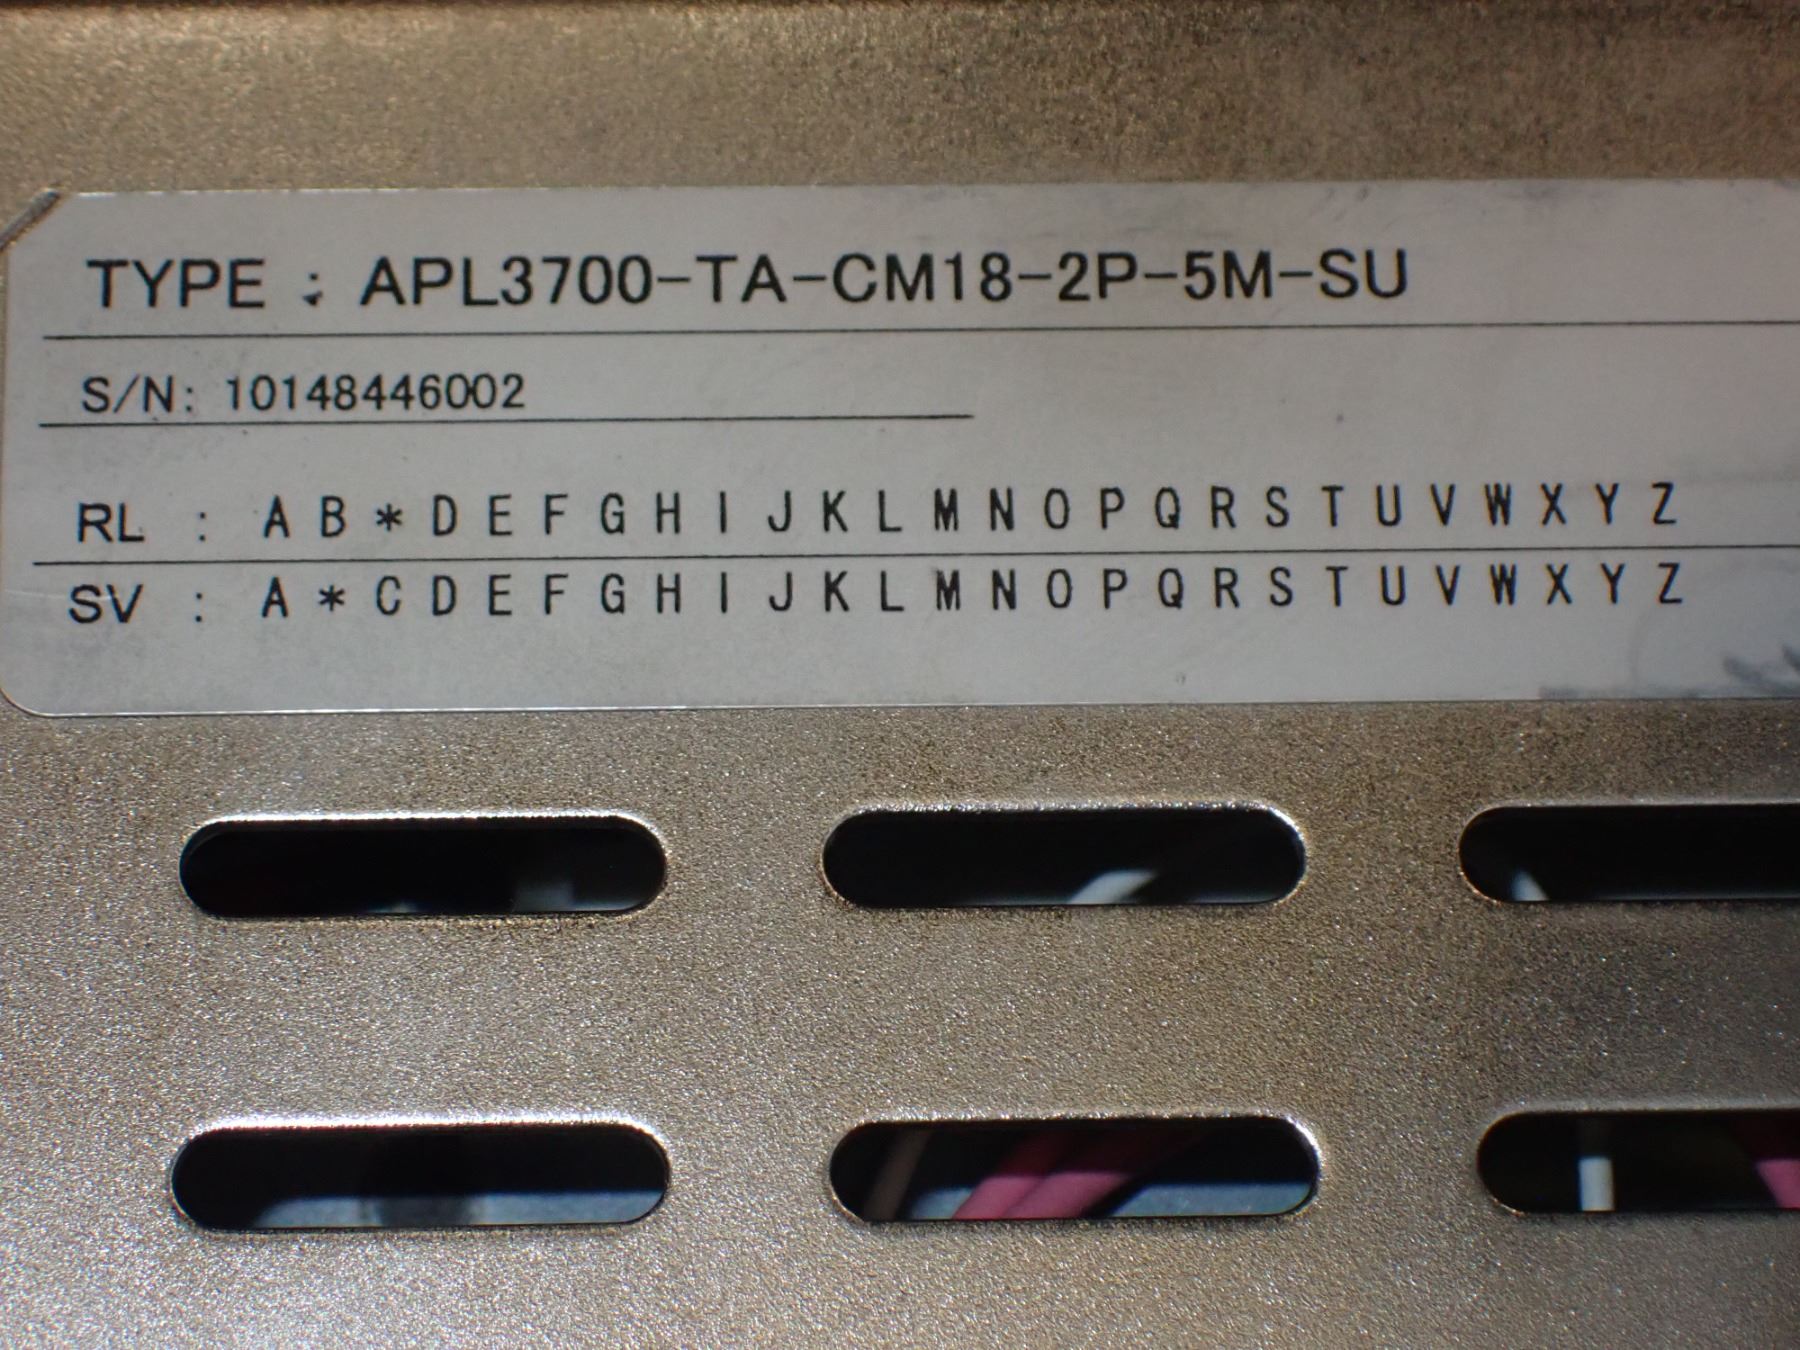 TYPE : APL3700-TA-CM18-2P-5M-SU
S/N: 10148446002
RL : A B * D E F G H I J K L M N O P Q R S T U V W X Y Z
SV : A * C D E F G H I J K L M N O P Q R S T U V W X Y Z